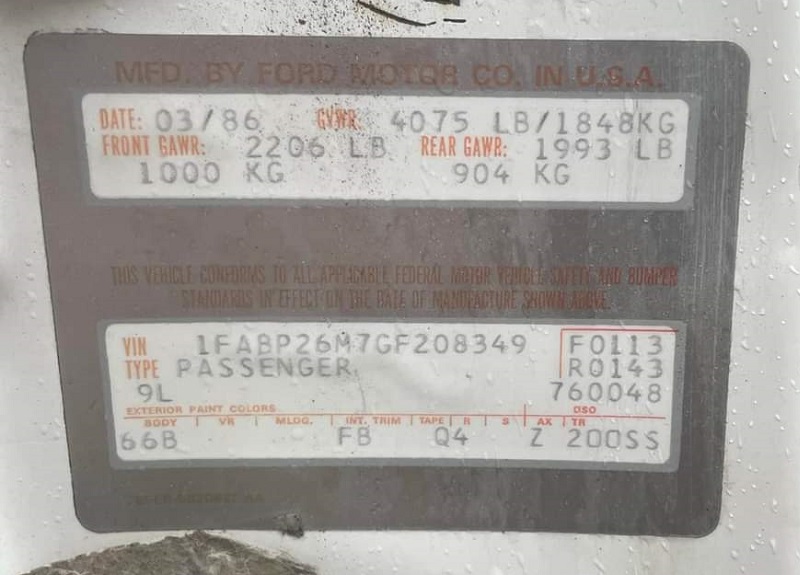 MFD. BY FORD MOTOR CO. IN U.S.A.
DATE: 03/86 GVWR: 4075 LB/1848KG
FRONT GAWR: 2206 LB REAR GAWR: 1993 LB
1000 KG 904 KG
THIS VEHICLE CONFORMS TO ALL APPLICABLE FEDERAL MOTOR VEHICLE SAFETY AND BUMPER
STANDARDS IN EFFECT ON THE DATE OF MANUFACTURE SHOWN ABOVE.
VIN 1FABP26M7GF208349 F0113
TYPE PASSENGER R0143
9L 760048
EXTERIOR PAINT COLORS DSO
BODY VR MLDG. INT. TRIM TAPE R S AX TR
66B FB Q4 Z 200SS